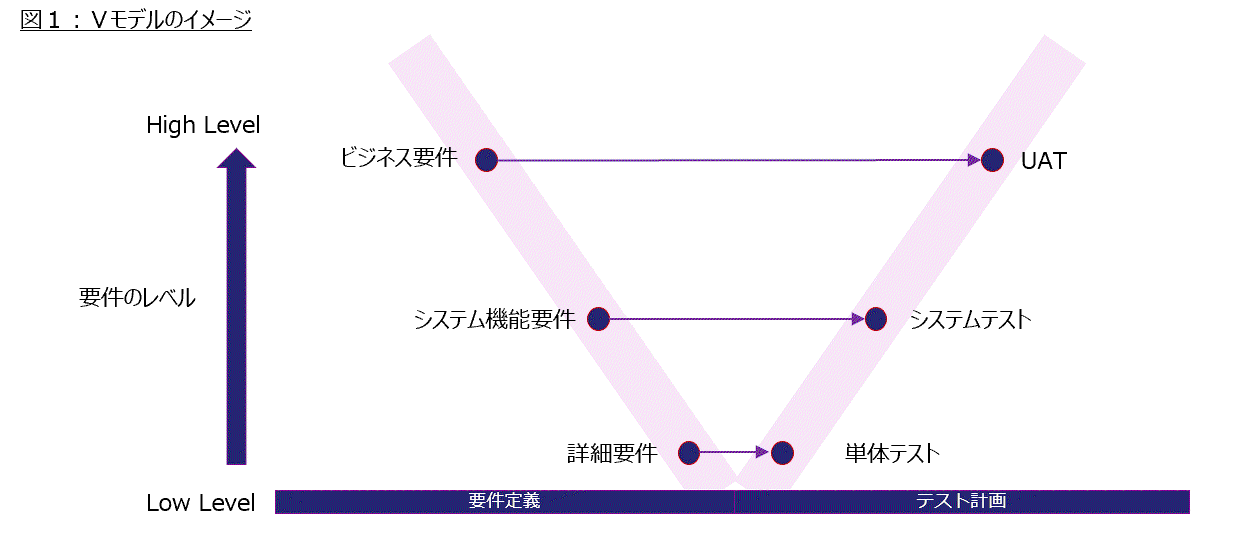 図１：Ｖモデルのイメージ
High Level
ビジネス要件
UAT
要件のレベル
システム機能要件
システムテスト
詳細要件
単体テスト
Low Level
要件定義
テスト計画